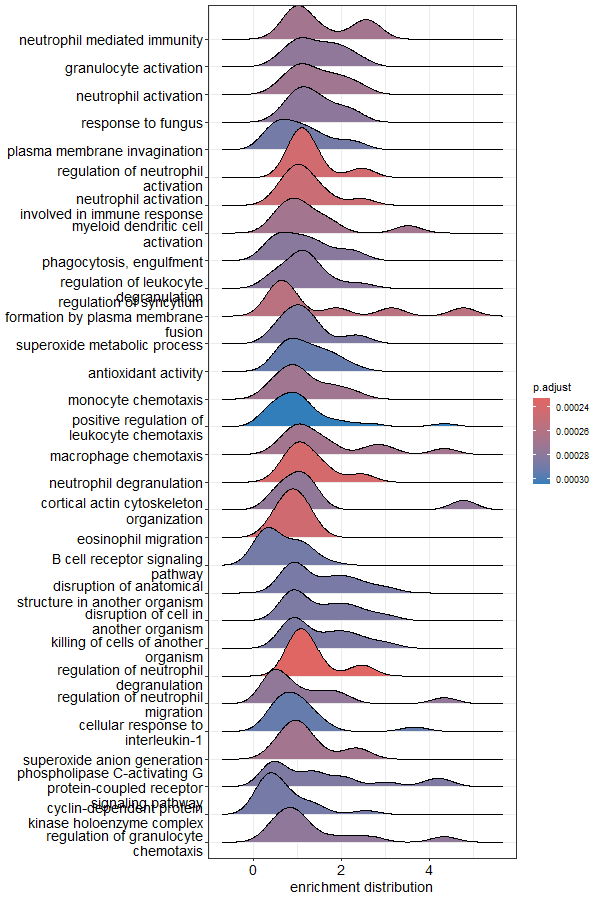 neutrophil mediated immunity
granulocyte activation
neutrophil activation
response to fungus
plasma membrane invagination
regulation of neutrophil
activation
neutrophil activation
involved in immune response
myeloid dendritic cell
activation
phagocytosis, engulfment
regulation of leukocyte
degranulation
regulation of syncytium
formation by plasma membrane
fusion
superoxide metabolic process
antioxidant activity
monocyte chemotaxis
positive regulation of
leukocyte chemotaxis
macrophage chemotaxis
neutrophil degranulation
cortical actin cytoskeleton
organization
eosinophil migration
B cell receptor signaling
pathway
disruption of anatomical
structure in another organism
disruption of cell in
another organism
killing of cells of another
organism
regulation of neutrophil
degranulation
regulation of neutrophil
migration
cellular response to
interleukin-1
superoxide anion generation
phospholipase C-activating G
protein-coupled receptor
signaling pathway
cyclin-dependent protein
kinase holoenzyme complex
regulation of granulocyte
chemotaxis
0 2 4
enrichment distribution
p.adjust
0.00024
0.00026
0.00028
0.00030